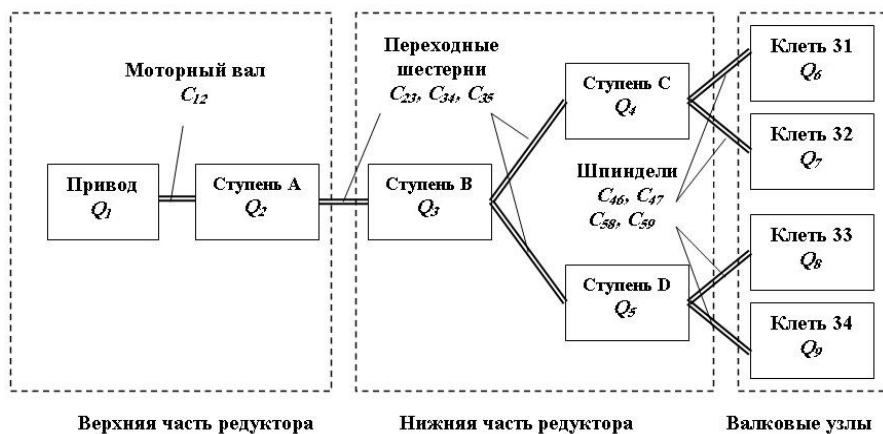 Моторный вал
C12
Переходные
шестерни
C23, C34, C35
Привод
Q1
Ступень A
Q2
Ступень B
Q3
Ступень C
Q4
Ступень D
Q5
Шпиндели
C46, C47
C58, C59
Клеть 31
Q6
Клеть 32
Q7
Клеть 33
Q8
Клеть 34
Q9
Верхняя часть редуктора
Нижняя часть редуктора
Валковые узлы